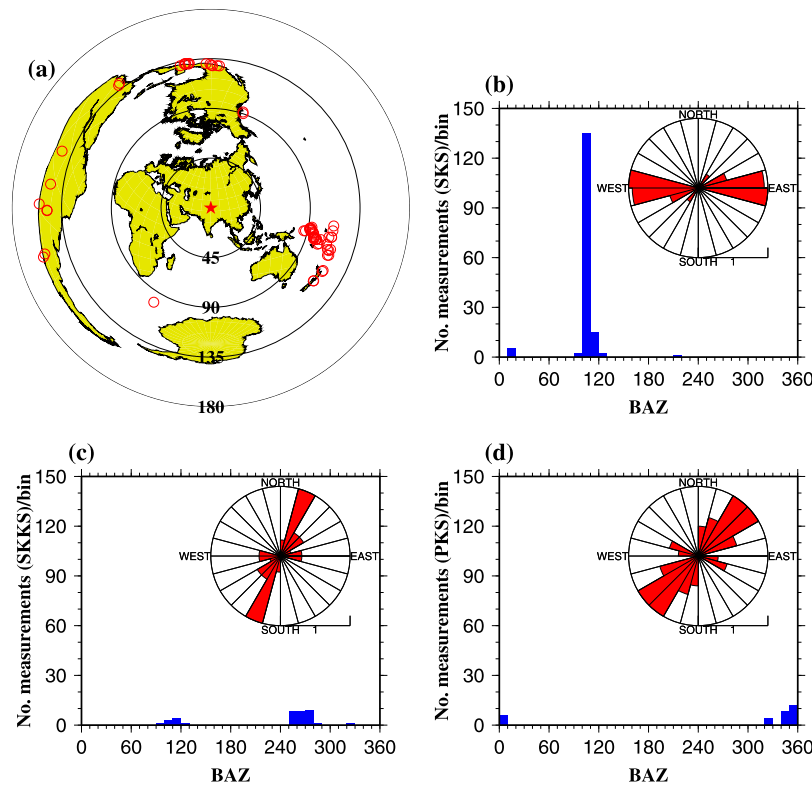 (a)
45
90
135
180
(b)
No. measurements (SKS)/bin
150
120
90
60
30
0
0 60 120 180 240 300 360
BAZ
NORTH
WEST
EAST
SOUTH 1
(c)
No. measurements (SKKS)/bin
150
120
90
60
30
0
0 60 120 180 240 300 360
BAZ
NORTH
WEST
EAST
SOUTH 1
(d)
No. measurements (PKS)/bin
150
120
90
60
30
0
0 60 120 180 240 300 360
BAZ
NORTH
WEST
EAST
SOUTH 1